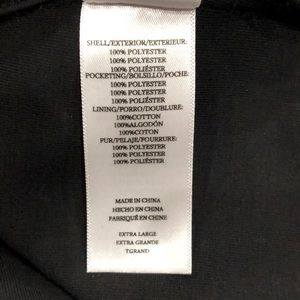 SHELL/EXTERIOR/EXTERIEUR:
100% POLYESTER
100% POLYESTER
100% POLIÉSTER
POCKETING/BOLSILLO/POCHE:
100% POLYESTER
100% POLYESTER
100% POLIÉSTER
LINING/FORRO/DOUBLURE:
100%COTTON
100%ALGODÓN
100%COTON
FUR/PELAJE/FOURRURE:
100% POLYESTER
100% POLYESTER
100% POLIÉSTER
MADE IN CHINA
HECHO EN CHINA
FABRIQUÉ EN CHINE
EXTRA LARGE
EXTRA GRANDE
TGRAND